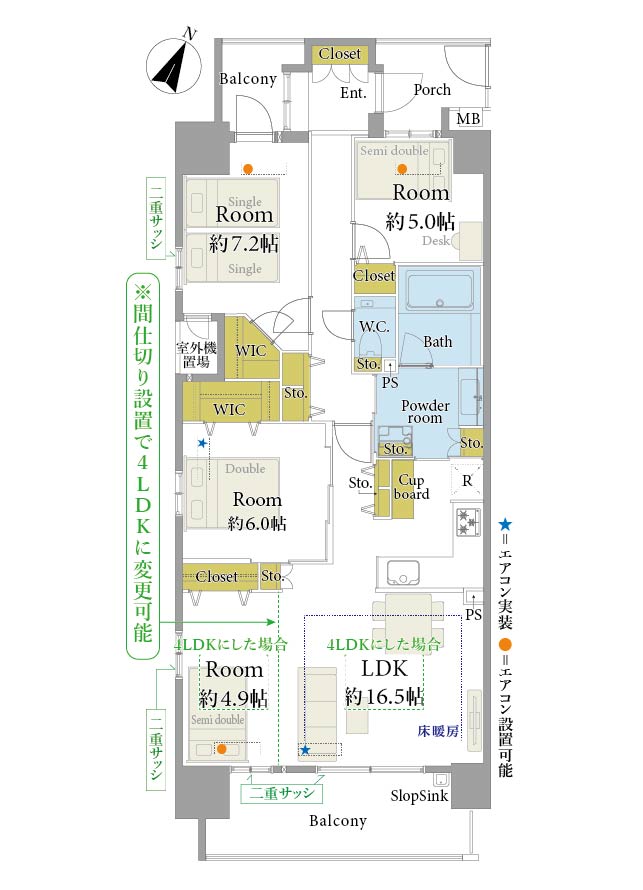 N
Closet
Balcony
Ent.
Porch
MB
Semi double
Single
Room
約7.2帖
Single
Room
約5.0帖
Desk
二重サッシ
Closet
W.C.
Bath
Sto.
PS
室外機
置場
WIC
Sto.
WIC
Powder
room
Sto.
Sto.
※間仕切り設置で4LDKに変更可能
Double
Room
約6.0帖
Sto.
Cup
board
R
Closet
Sto.
PS
★=エアコン実装 ●=エアコン設置可能
4LDKにした場合
Room
約4.9帖
Semi double
4LDKにした場合
LDK
約16.5帖
床暖房
二重サッシ
二重サッシ
SlopSink
Balcony